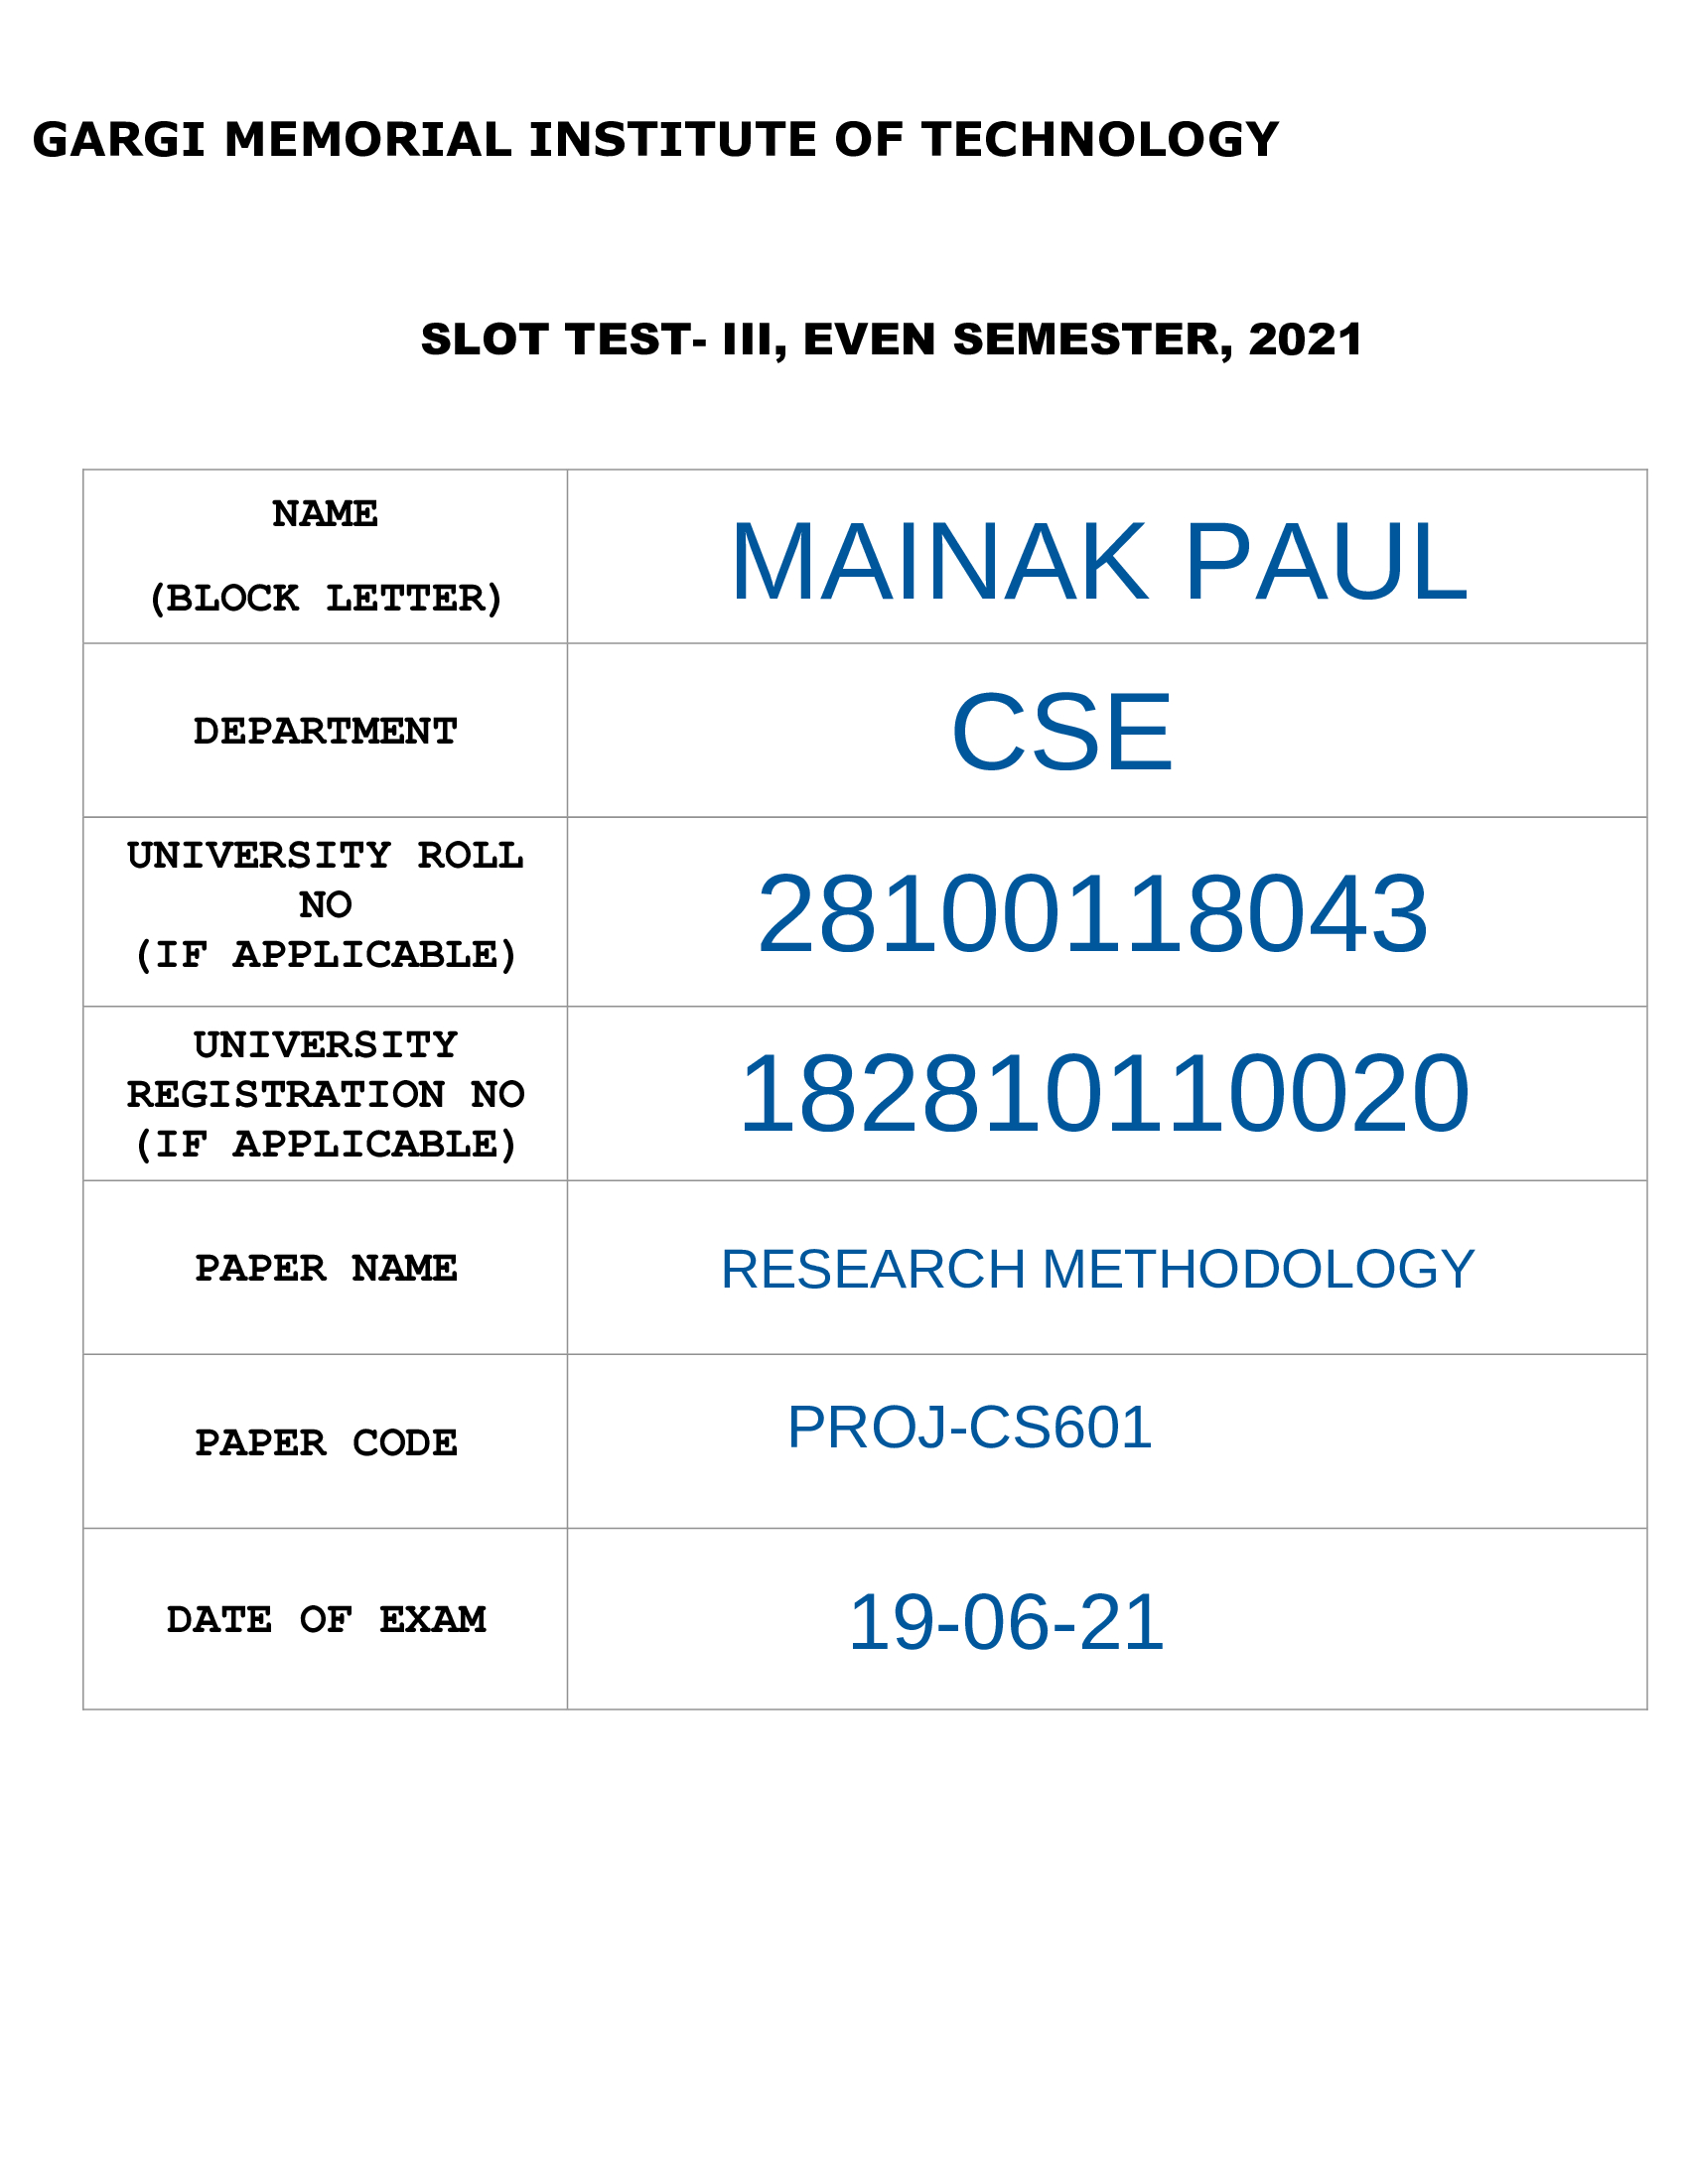 GARGI MEMORIAL INSTITUTE OF TECHNOLOGY
SLOT TEST- III, EVEN SEMESTER, 2021
NAME
(BLOCK LETTER)
MAINAK PAUL
DEPARTMENT
CSE
UNIVERSITY ROLL
NO
(IF APPLICABLE)
28100118043
UNIVERSITY
REGISTRATION NO
(IF APPLICABLE)
182810110020
PAPER NAME
RESEARCH METHODOLOGY
PAPER CODE
PROJ-CS601
DATE OF EXAM
19-06-21